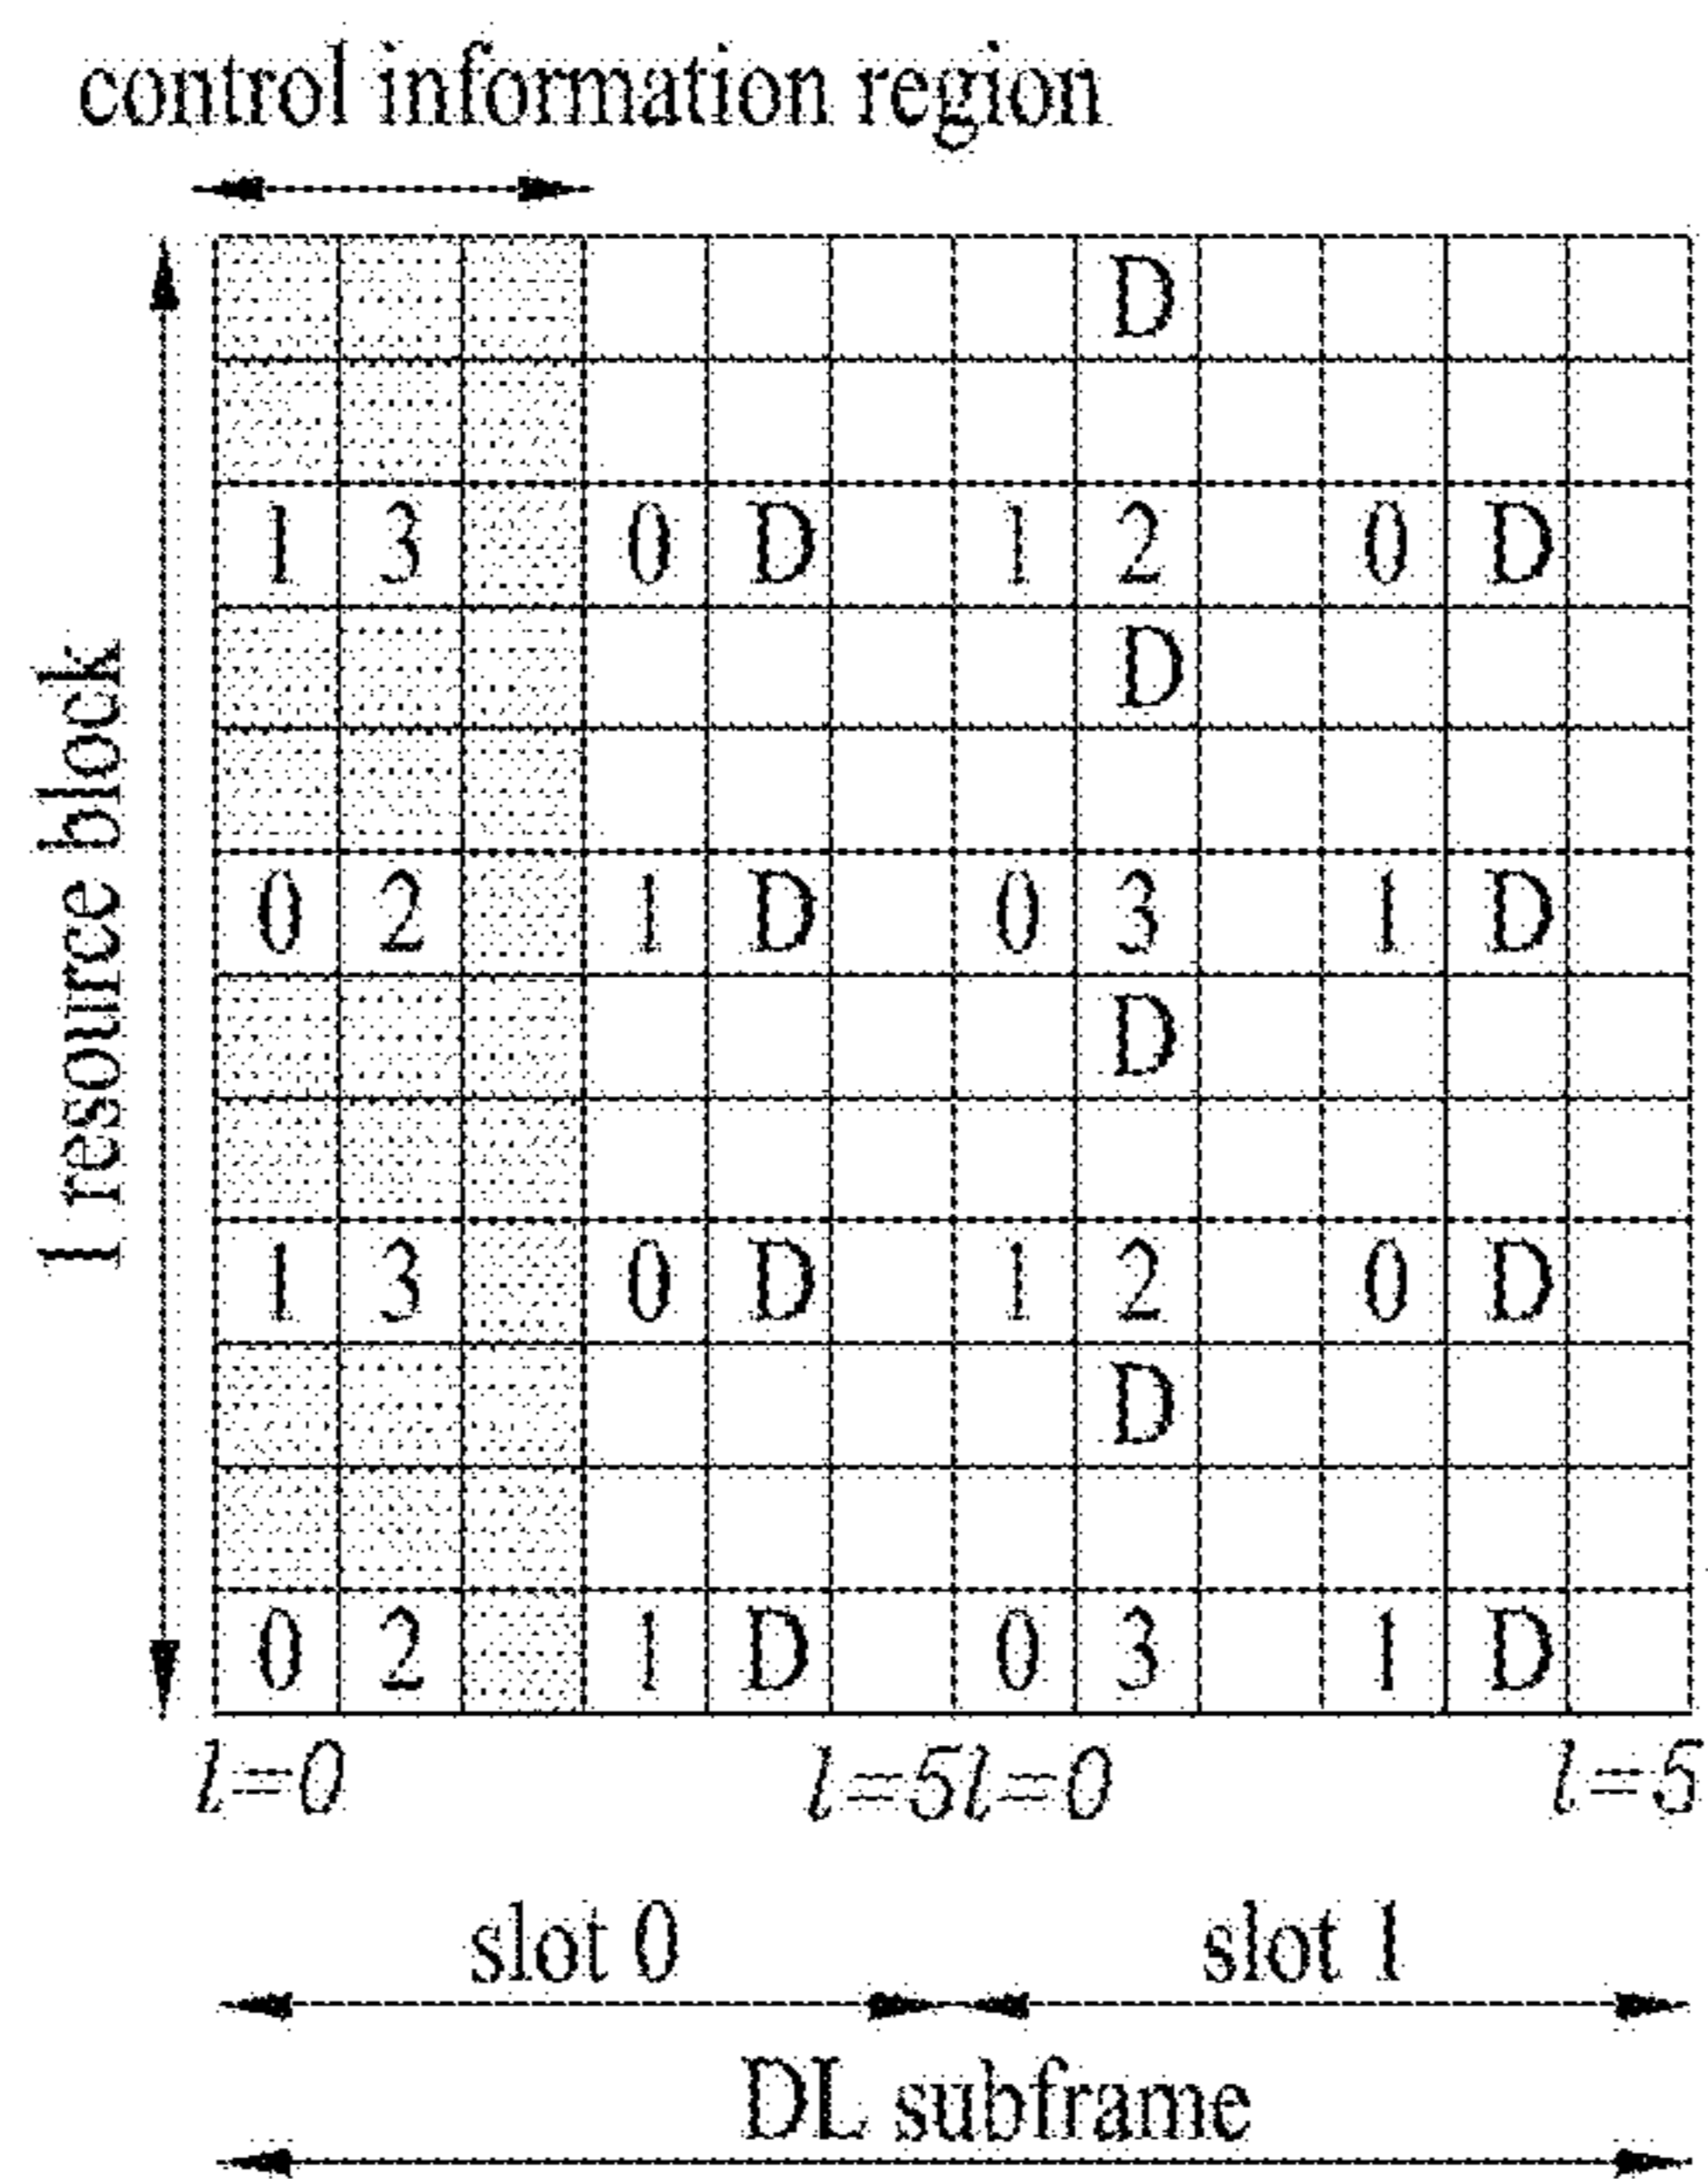 control information region
1 resource block
D
1 3 0 D 1 2 0 D
D
0 2 1 D 0 3 1 D
D
1 3 0 D 1 2 0 D
D
0 2 1 D 0 3 1 D
l=0 l=5 l=0 l=5
slot 0 slot 1
DL subframe